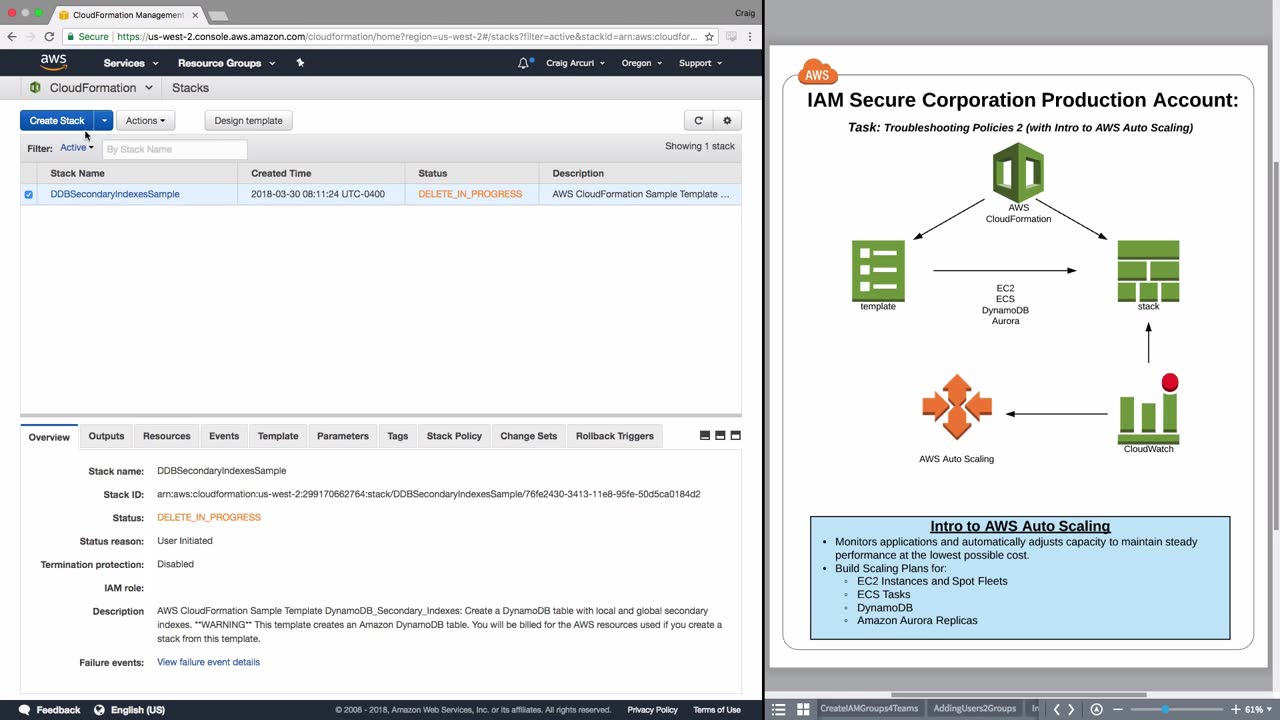 CloudFormation Management
Craig
Secure
https://us-west-2.console.aws.amazon.com/cloudformation/home?region=us-west-2#/stacks?filter=active&stackId=arn:aws:cloudfor...
aws
Services
Resource Groups
Craig Arcuri
Oregon
Support
CloudFormation
Stacks
Create Stack
Actions
Design template
Filter:
Active
By Stack Name
Showing 1 stack
Stack Name
Created Time
Status
Description
DDBSecondaryIndexesSample
2018-03-30 08:11:24 UTC-0400
DELETE_IN_PROGRESS
AWS CloudFormation Sample Template ...
Overview
Outputs
Resources
Events
Template
Parameters
Tags
Stack Policy
Change Sets
Rollback Triggers
Stack name:
DDBSecondaryIndexesSample
Stack ID:
arn:aws:cloudformation:us-west-2:299170662764:stack/DDBSecondaryIndexesSample/76fe2430-3413-11e8-95fe-50d5ca0184d2
Status:
DELETE_IN_PROGRESS
Status reason:
User Initiated
Termination protection:
Disabled
IAM role:
Description
AWS CloudFormation Sample Template DynamoDB_Secondary_Indexes: Create a DynamoDB table with local and global secondary
indexes. **WARNING** This template creates an Amazon DynamoDB table. You will be billed for the AWS resources used if you create a
stack from this template.
Failure events:
View failure event details
Feedback
English (US)
© 2008 - 2018, Amazon Web Services, Inc. or its affiliates. All rights reserved.
Privacy Policy
Terms of Use
AWS
IAM Secure Corporation Production Account:
Task: Troubleshooting Policies 2 (with Intro to AWS Auto Scaling)
AWS
CloudFormation
template
EC2
ECS
DynamoDB
Aurora
stack
AWS Auto Scaling
CloudWatch
Intro to AWS Auto Scaling
• Monitors applications and automatically adjusts capacity to maintain steady
performance at the lowest possible cost.
• Build Scaling Plans for:
◦ EC2 Instances and Spot Fleets
◦ ECS Tasks
◦ DynamoDB
◦ Amazon Aurora Replicas
CreateIAMGroups4Teams
AddingUsers2Groups
In
61%